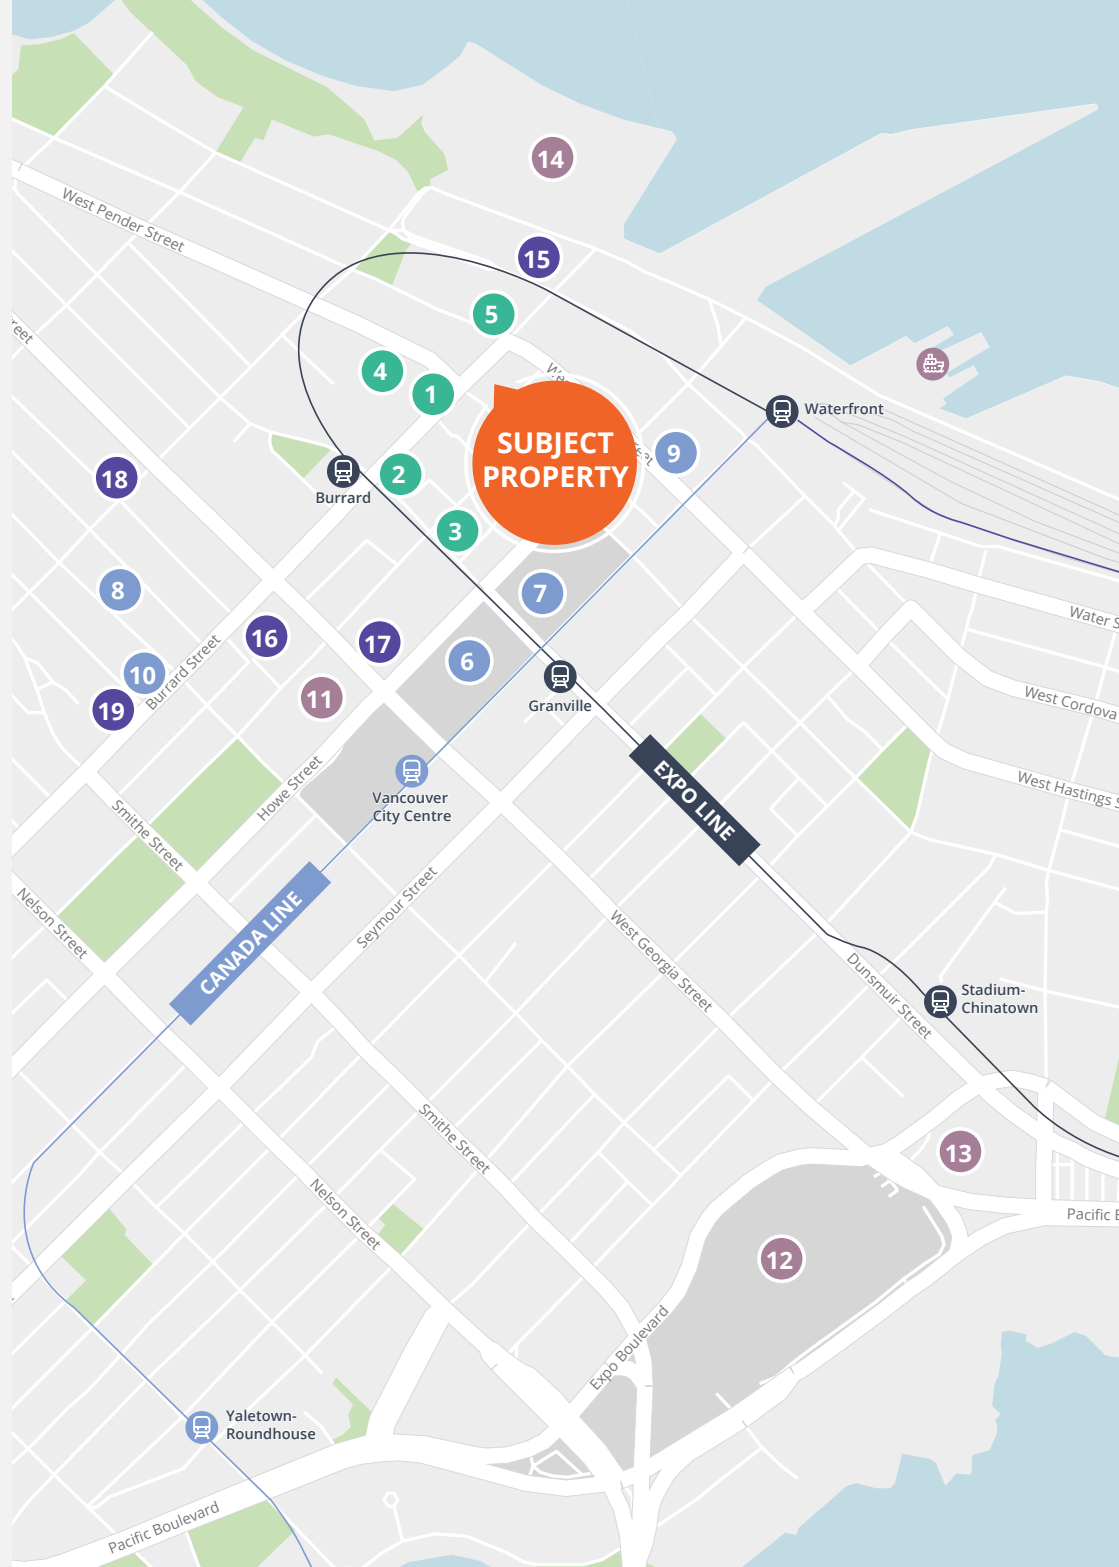 14
West Pender Street
15
5
reet
4
1
We
reet
SUBJECT
PROPERTY
9
Waterfront
18
Burrard
2
3
8
7
Water S
16
17
10
Burrard Street
6
19
11
Granville
West Cordova
Vancouver
City Centre
Howe Street
EXPO LINE
West Hastings S
Smithe Street
Nelson Street
CANADA LINE
Seymour Street
West Georgia Street
Dunsmuir Street
Stadium-
Chinatown
Smithe Street
13
Nelson Street
Pacific B
12
Expo Boulevard
Yaletown-
Roundhouse
Pacific Boulevard